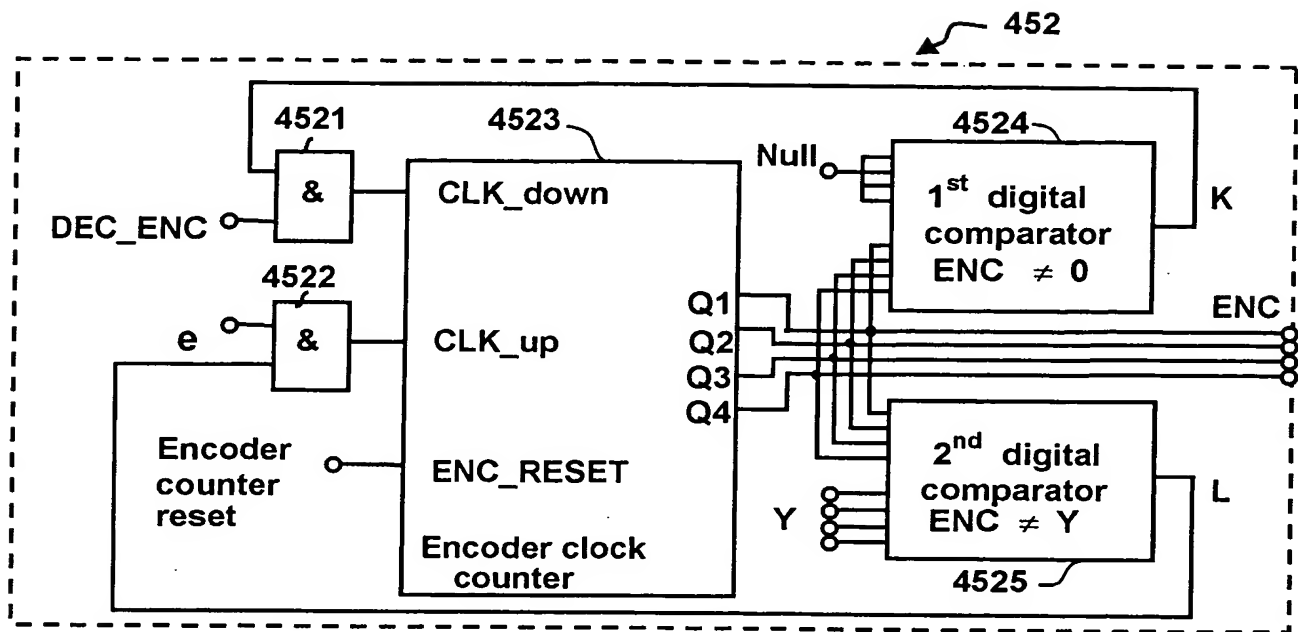 452
4521
4523
4524
Null
&
CLK_down
1st digital
comparator
ENC ≠ 0
K
DEC_ENC
4522
Q1
ENC
e
&
CLK_up
Q2
Q3
Q4
Encoder
counter
reset
ENC_RESET
2nd digital
comparator
ENC ≠ Y
L
Y
Encoder clock
counter
4525